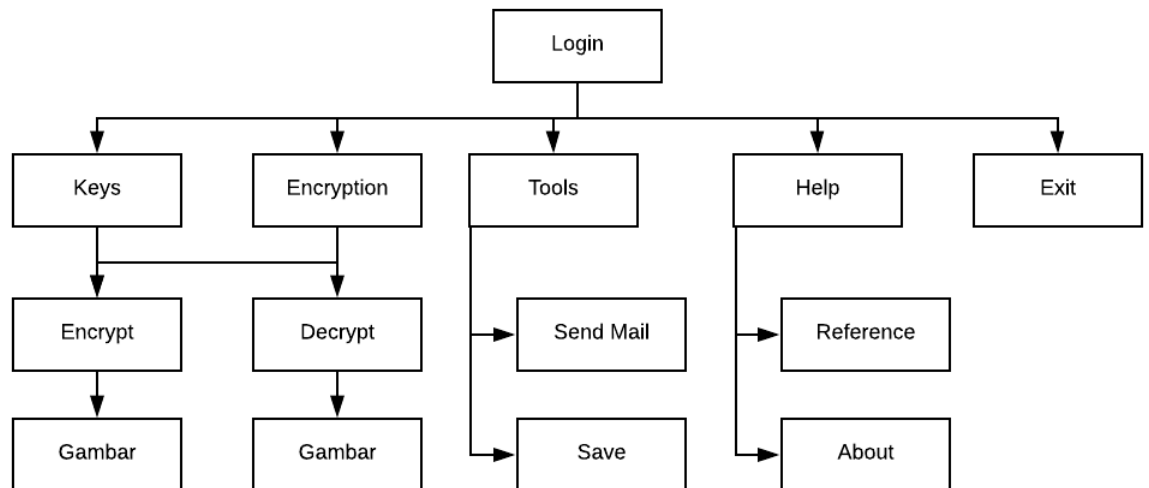 Login
Keys
Encryption
Tools
Help
Exit
Encrypt
Decrypt
Send Mail
Reference
Gambar
Gambar
Save
About